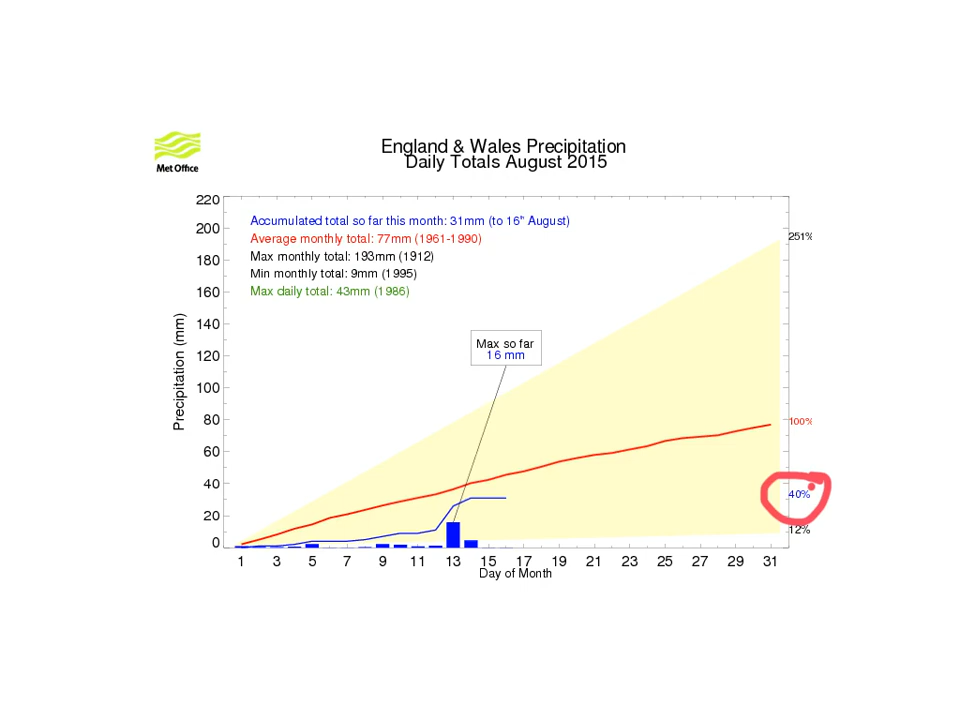 Met Office
England & Wales Precipitation
Daily Totals August 2015
Accumulated total so far this month: 31mm (to 16" August)
Average monthly total: 77mm (1961-1990)
Max monthly total: 193mm (1912)
Min monthly total: 9mm (1995)
Max daily total: 43mm (1986)
Max so far
16 mm
Precipitation (mm)
220
200
180
160
140
120
100
80
60
40
20
0
251%
100%
40%
12%
1 3 5 7 9 11 13 15 17 19 21 23 25 27 29 31
Day of Month